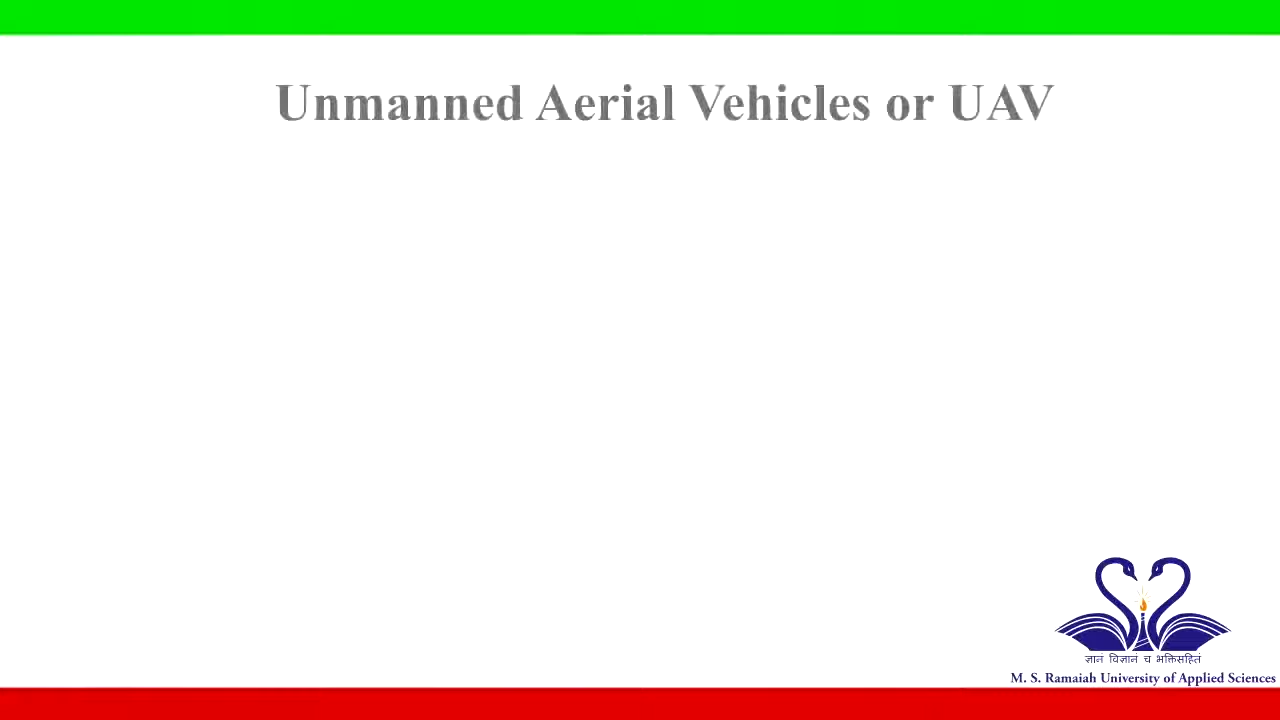 Unmanned Aerial Vehicles or UAV
ज्ञानं विज्ञानं च भक्तिसहितं
M. S. Ramaiah University of Applied Sciences